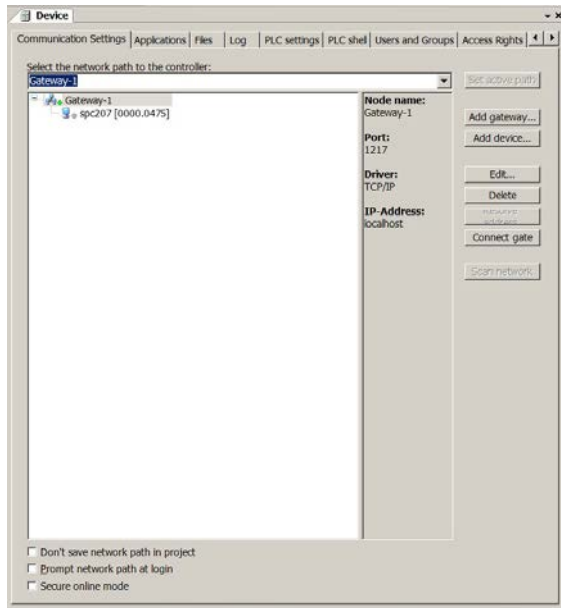 Device
Communication Settings Applications Files Log PLC settings PLC shell Users and Groups Access Rights
Select the network path to the controller:
Gateway-1
Set active path
Gateway-1
spc207 [0000.0475]
Node name:
Gateway-1
Port:
1217
Driver:
TCP/IP
IP-Address:
localhost
Add gateway...
Add device...
Edit...
Delete
Connect gate
Scan network
Don't save network path in project
Prompt network path at login
Secure online mode